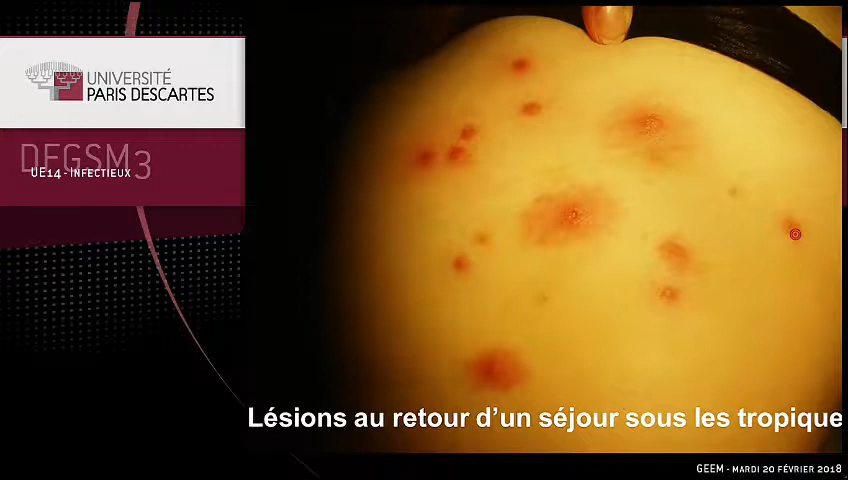 UNIVERSITÉ
PARIS DESCARTES
DFGSM3
UE14 - INFECTIEUX
Lésions au retour d'un séjour sous les tropique
GEEM - MARDI 20 FÉVRIER 2018